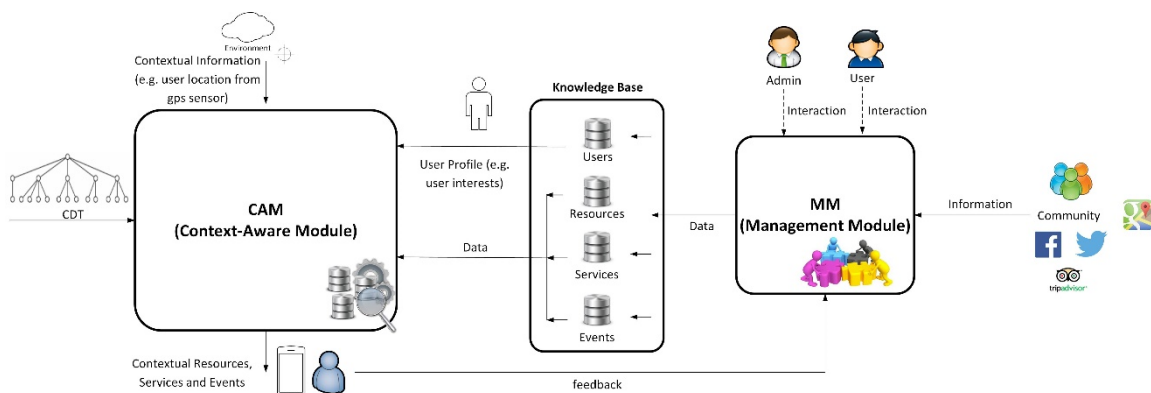 Environment
Contextual Information
(e.g. user location from
gps sensor)
CDT
CAM
(Context-Aware Module)
Contextual Resources,
Services and Events
User Profile (e.g.
user interests)
Data
Knowledge Base
Users
Resources
Services
Events
Data
Admin
User
Interaction
Interaction
MM
(Management Module)
Information
Community
f
tripadvisor
feedback